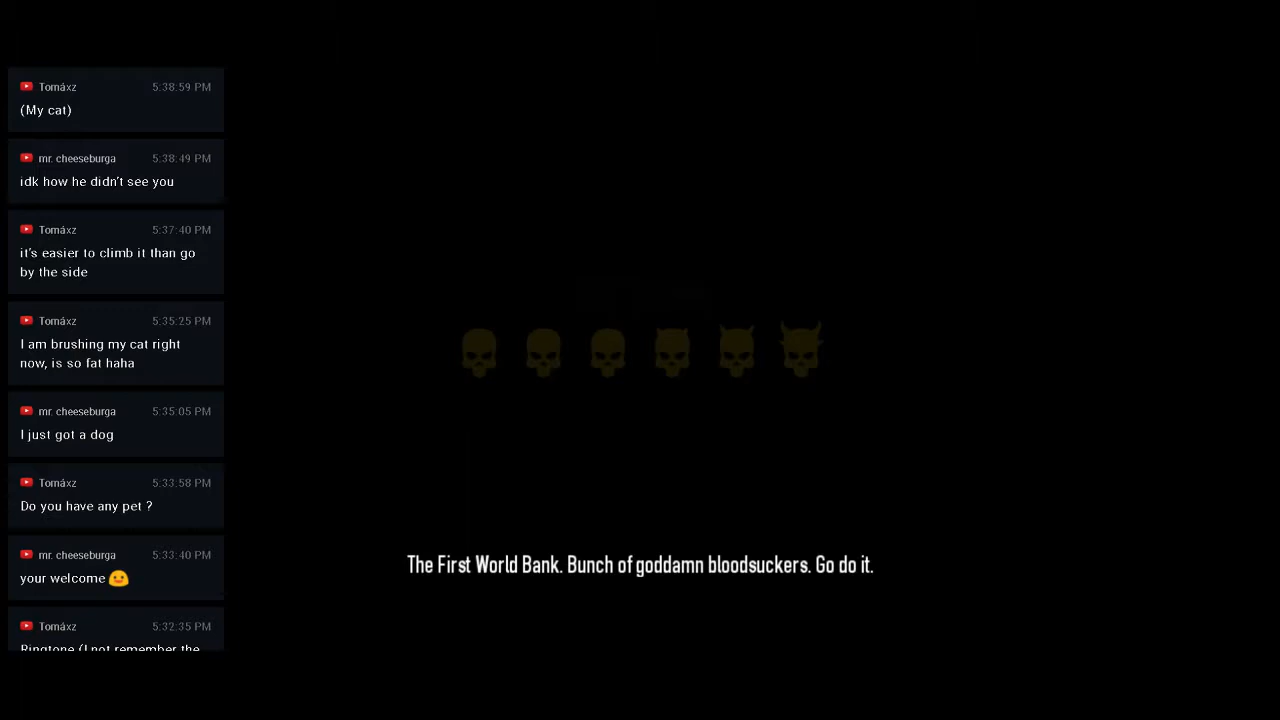 Tomáxz 5:38:59 PM
(My cat)
mr. cheeseburga 5:38:49 PM
idk how he didn't see you
Tomáxz 5:37:40 PM
it's easier to climb it than go
by the side
Tomáxz 5:35:25 PM
I am brushing my cat right
now, is so fat haha
mr. cheeseburga 5:35:05 PM
I just got a dog
Tomáxz 5:33:58 PM
Do you have any pet ?
mr. cheeseburga 5:33:40 PM
your welcome
Tomáxz 5:32:35 PM
Ringtone (I not remember the
The First World Bank. Bunch of goddamn bloodsuckers. Go do it.